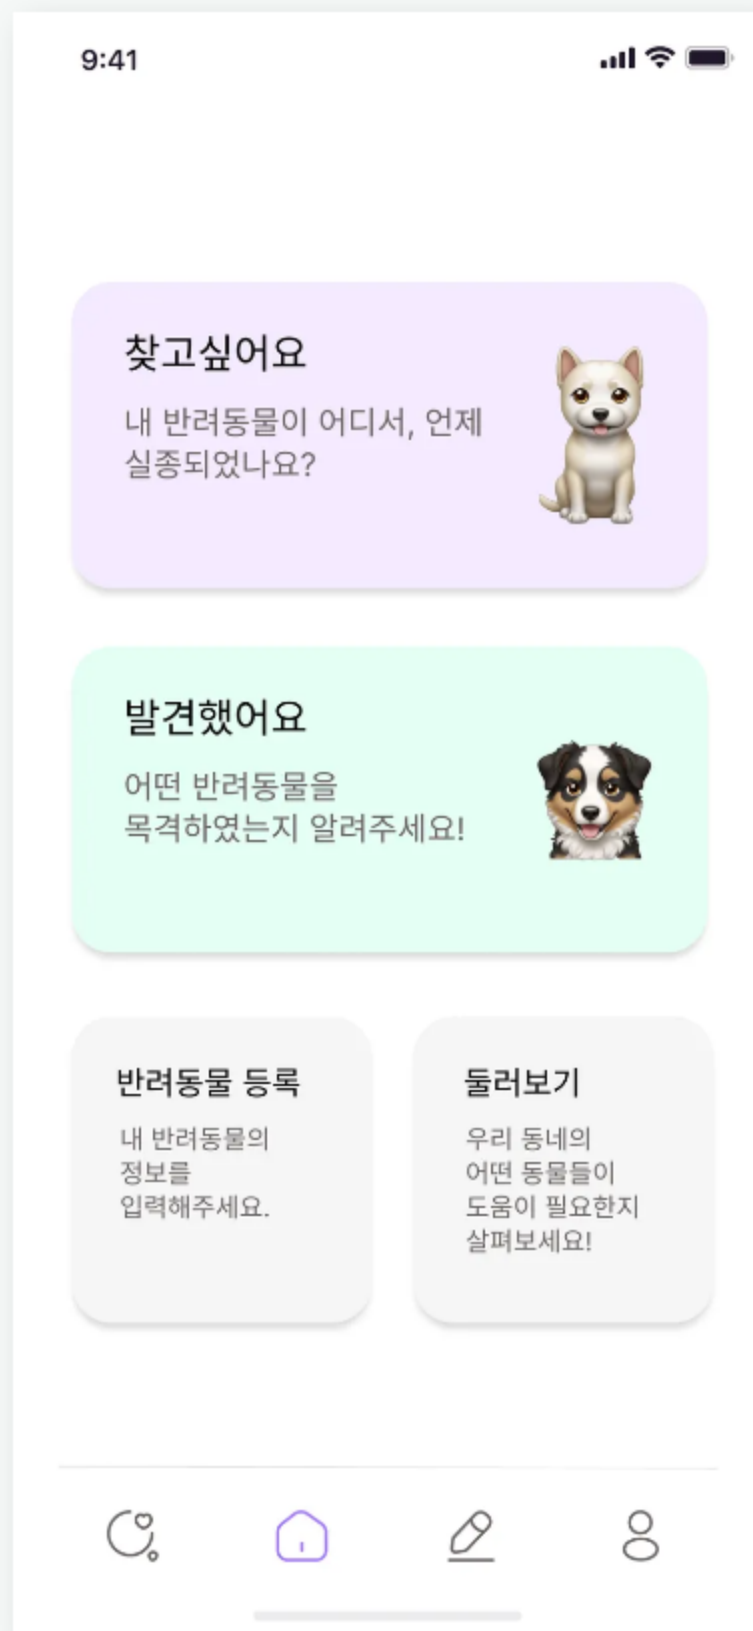 9:41
찾고싶어요
내 반려동물이 어디서, 언제
실종되었나요?
발견했어요
어떤 반려동물을
목격하였는지 알려주세요!
반려동물 등록
내 반려동물의
정보를
입력해주세요.
둘러보기
우리 동네의
어떤 동물들이
도움이 필요한지
살펴보세요!